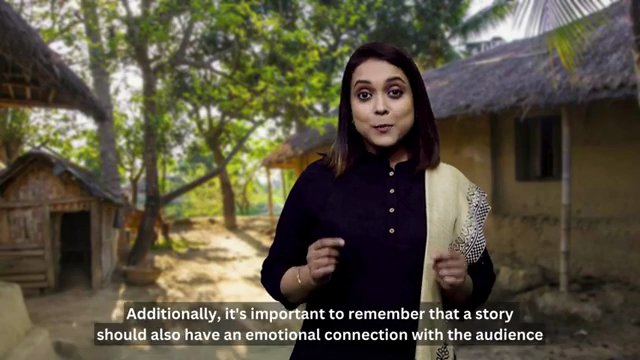 Additionally, it's important to remember that a story
should also have an emotional connection with the audience